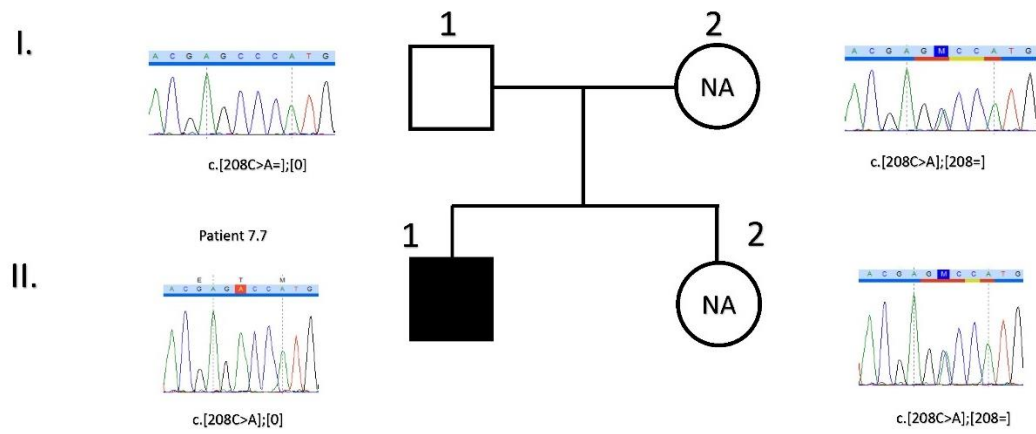 I.
1
2
NA
A C G A G C C C A T G
c.[208C>A=];[0]
A C G A G M C C A T G
c.[208C>A];[208=]
II.
Patient 7.7
1
2
NA
E T M
A C G A G A C C A T G
c.[208C>A];[0]
A C G A G M C C A T G
c.[208C>A];[208=]